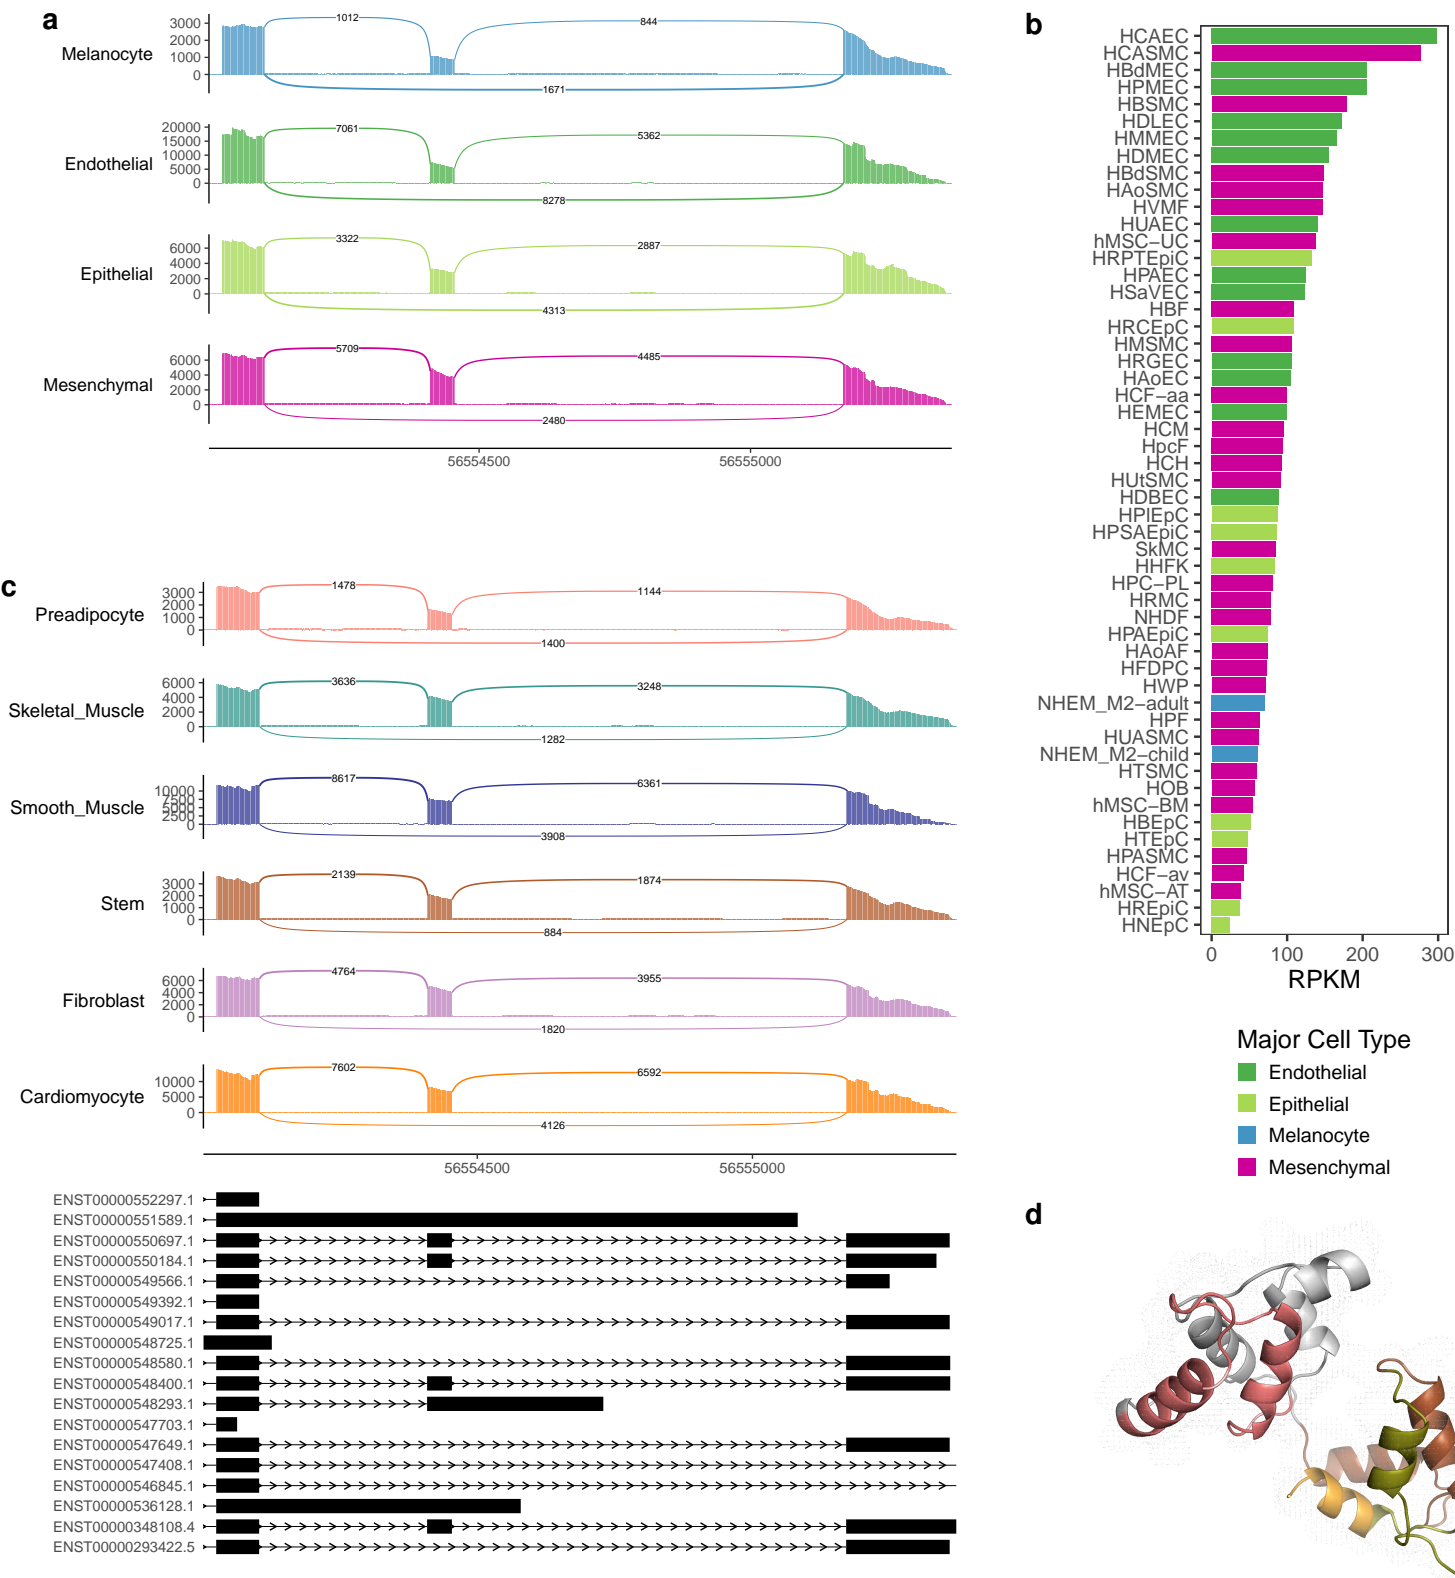 a
Melanocyte
3000
2000
1000
0
1012
844
1671
Endothelial
20000
15000
10000
5000
0
7061
5362
8278
Epithelial
6000
4000
2000
0
3322
2887
4313
Mesenchymal
6000
4000
2000
0
5709
4485
2480
56554500
56555000
b
HCAEC
HCASMC
HBdMEC
HPMEC
HBSMC
HDLEC
HMMEC
HDMEC
HBdSMC
HAoSMC
HVMF
HUAEC
hMSC−UC
HRPTEpiC
HPAEC
HSaVEC
HBF
HRCEpC
HMSMC
HRGEC
HAoEC
HCF−aa
HEMEC
HCM
HpcF
HCH
HUtSMC
HDBEC
HPlEpC
HPSAEpiC
SkMC
HHFK
HPC−PL
HRMC
NHDF
HPAEpiC
HAoAF
HFDPC
HWP
NHEM_M2−adult
HPF
HUASMC
NHEM_M2−child
HTSMC
HOB
hMSC−BM
HBEpC
HTEpC
HPASMC
HCF−av
hMSC−AT
HREpiC
HNEpC
0 100 200 300
RPKM
Major Cell Type
Endothelial
Epithelial
Melanocyte
Mesenchymal
c
Preadipocyte
3000
2000
1000
0
1478
1144
1400
Skeletal_Muscle
6000
4000
2000
0
3636
3248
1282
Smooth_Muscle
10000
7500
5000
2500
0
8617
6361
3908
Stem
3000
2000
1000
0
2139
1874
884
Fibroblast
6000
4000
2000
0
4764
3955
1820
Cardiomyocyte
10000
5000
0
7602
6592
4126
56554500
56555000
ENST00000552297.1
ENST00000551589.1
ENST00000550697.1
ENST00000550184.1
ENST00000549566.1
ENST00000549392.1
ENST00000549017.1
ENST00000548725.1
ENST00000548580.1
ENST00000548400.1
ENST00000548293.1
ENST00000547703.1
ENST00000547649.1
ENST00000547408.1
ENST00000546845.1
ENST00000536128.1
ENST00000348108.4
ENST00000293422.5
d